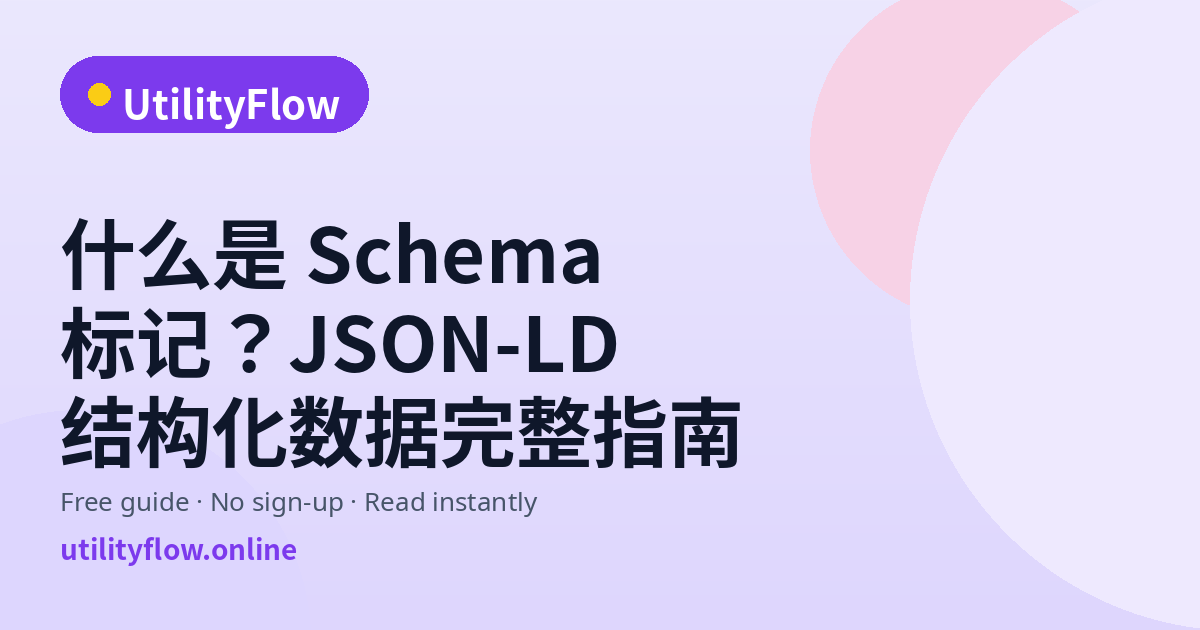 UtilityFlow
什么是 Schema
标记？JSON-LD
结构化数据完整指南
Free guide · No sign-up · Read instantly
utilityflow.online